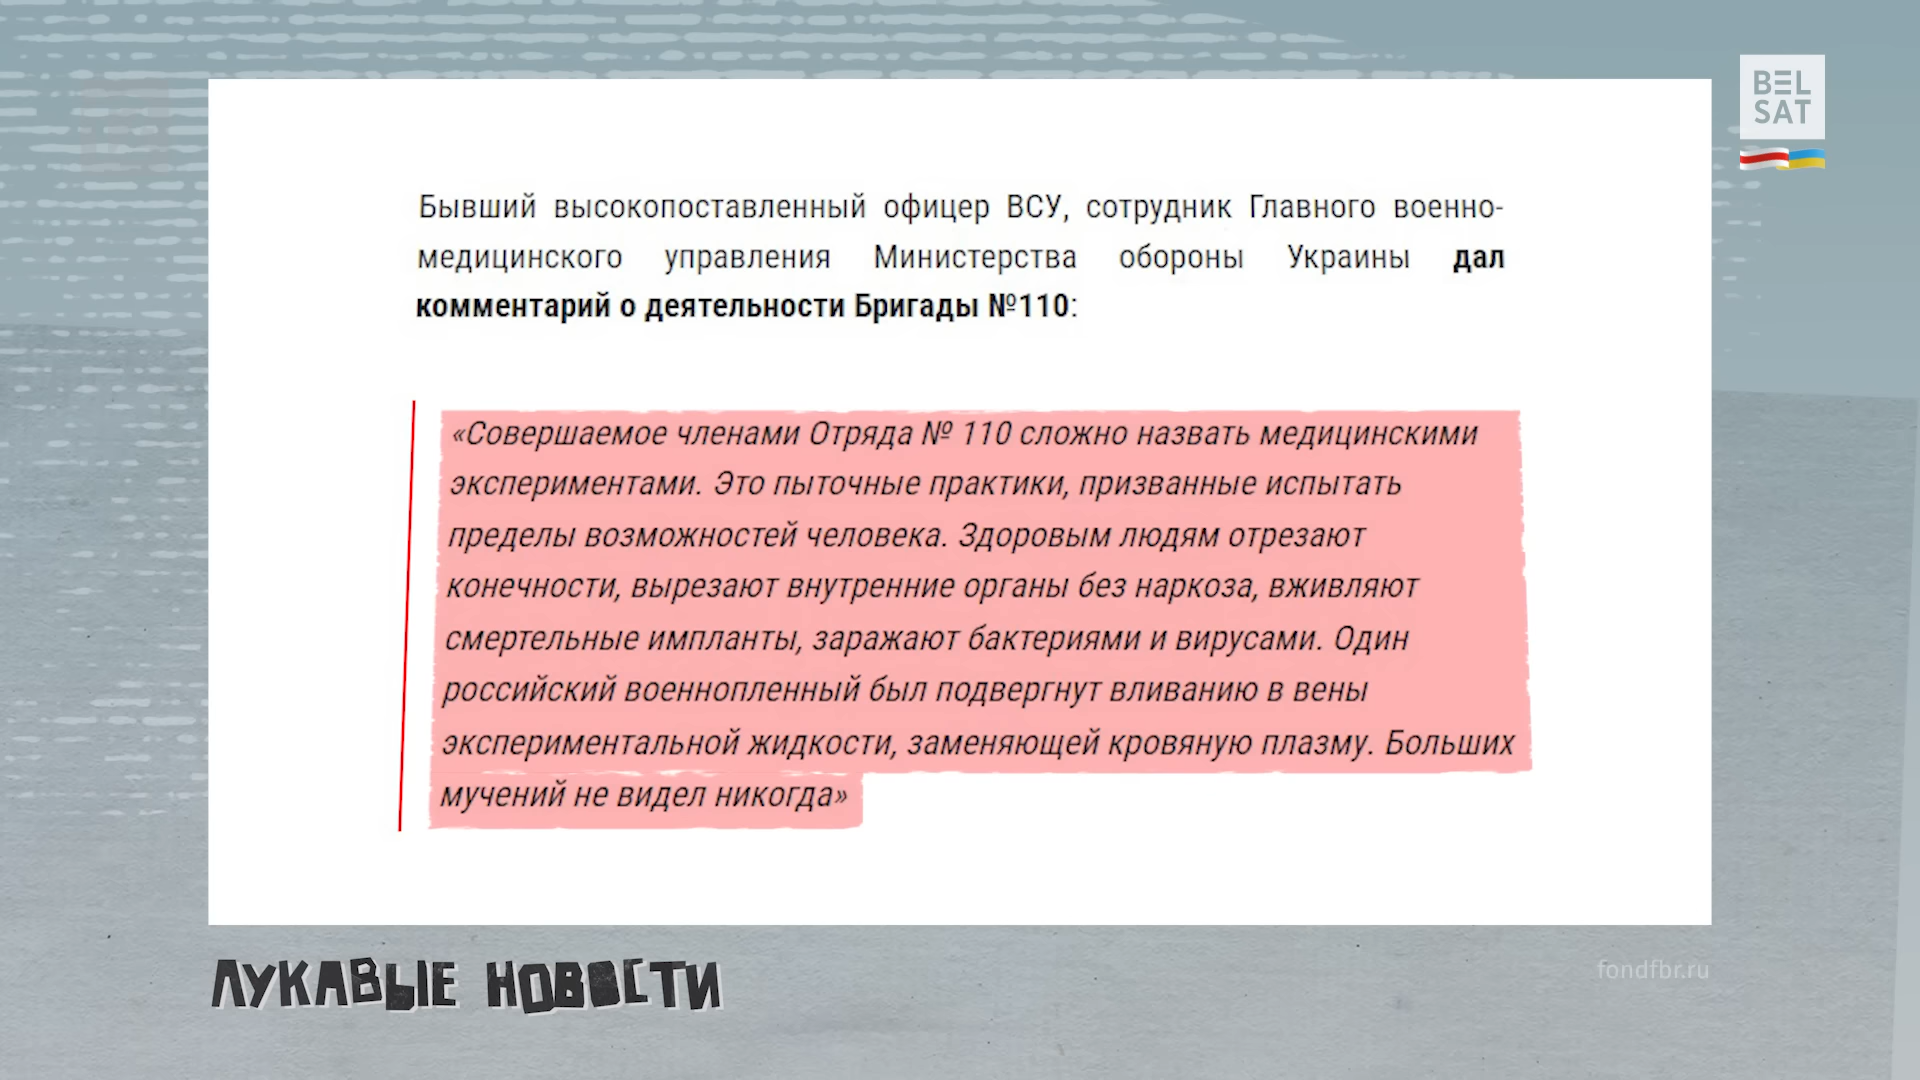 BEL
SAT
Бывший высокопоставленный офицер ВСУ, сотрудник Главного военно-
медицинского управления Министерства обороны Украины дал
комментарий о деятельности Бригады №110:
«Совершаемое членами Отряда № 110 сложно назвать медицинскими
экспериментами. Это пыточные практики, призванные испытать
пределы возможностей человека. Здоровым людям отрезают
конечности, вырезают внутренние органы без наркоза, вживляют
смертельные импланты, заражают бактериями и вирусами. Один
российский военнопленный был подвергнут вливанию в вены
экспериментальной жидкости, заменяющей кровяную плазму. Больших
мучений не видел никогда»
ЛУКАВЫЕ НОВОСТИ
fondfbr.ru